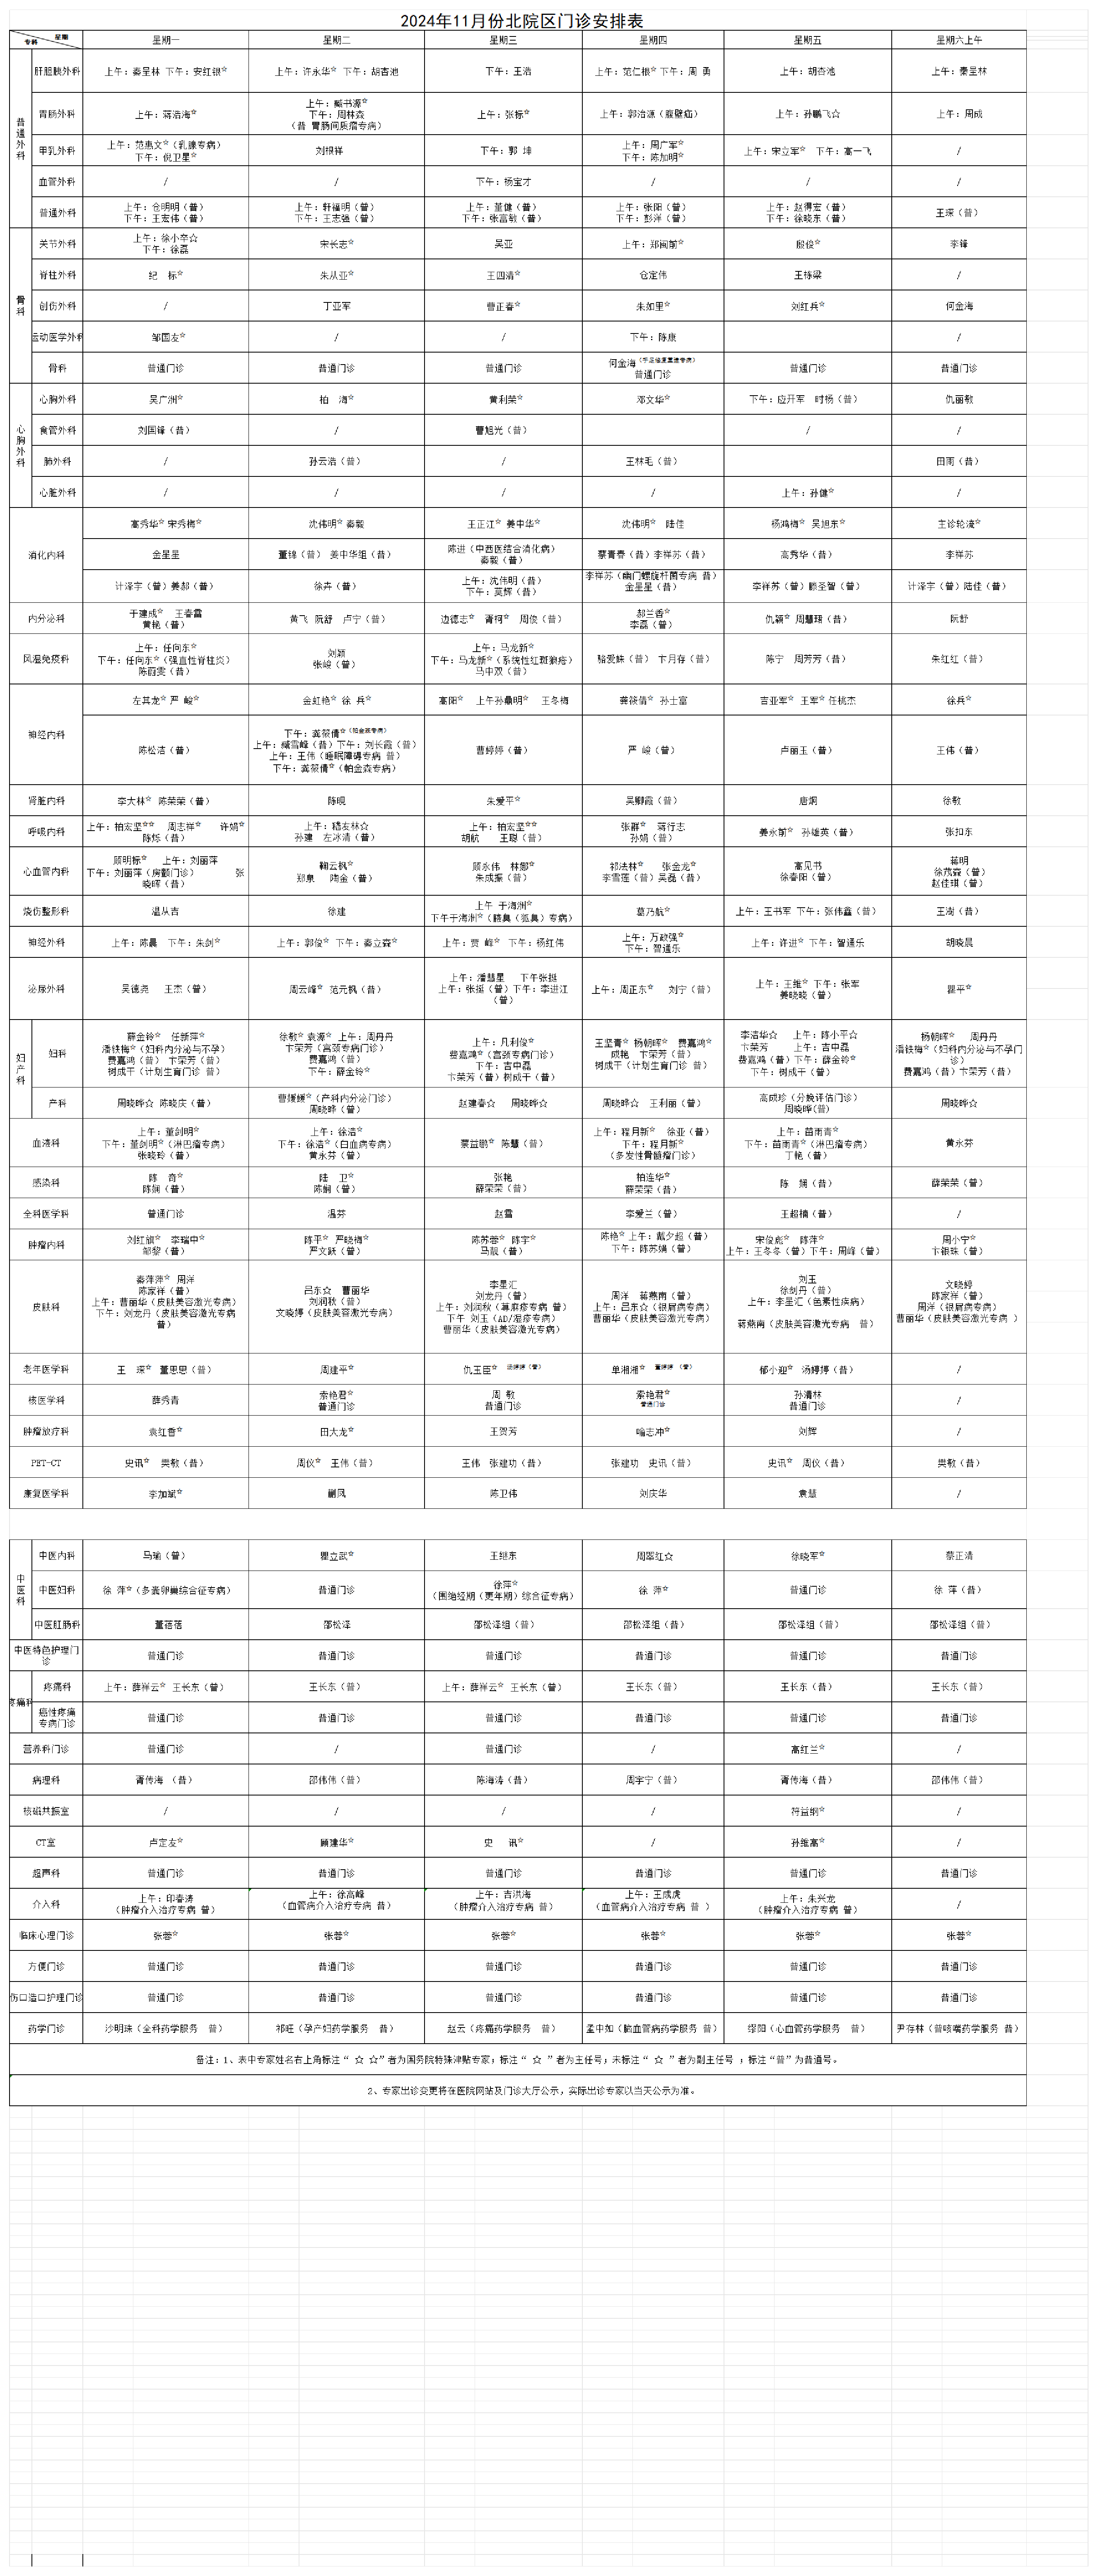 2024年11月份北院区门诊安排表
星期
专科
星期一 星期二 星期三 星期四 星期五 星期六上午
普通外科
肝胆胰外科 上午：秦呈林 下午：安红银☆ 上午：许永华☆ 下午：胡吉池 下午：王浩 上午：范仁根☆ 下午：周 勇 上午：胡杏池 上午：秦呈林
胃肠外科 上午：蒋浩海☆ 上午：臧书源☆
下午：周林森
（普 胃肠间质瘤专病） 上午：张标☆ 上午：郭治源（腹壁疝） 上午：孙鹏飞☆ 上午：周成
甲乳外科 上午：范惠文☆（乳腺专病）
下午：倪卫星☆ 刘根祥 下午：郭 坤 上午：周广军☆
下午：陈加明☆ 上午：宋立军☆ 下午：高一飞 /
血管外科 / / 下午：杨宝才 / / /
普通外科 上午：仓明明（普）
下午：王宏伟（普） 上午：轩福明（普）
下午：王志强（普） 上午：董健（普）
下午：张富敏（普） 上午：张阳（普）
下午：彭洋（普） 上午：赵得宏（普）
下午：徐晓东（普） 王琛（普）
骨科
关节外科 上午：徐小卒☆
下午：徐磊 宋长志☆ 吴亚 上午：郑闽前☆ 殷俊☆ 李锋
脊柱外科 纪 标☆ 朱从亚☆ 王四清☆ 仓定伟 王栋梁 /
创伤外科 / 丁亚军 曹正春☆ 朱如里☆ 刘红兵☆ 何金海
运动医学外科 邹国友☆ / / 下午：陈康 /
骨科 普通门诊 普通门诊 普通门诊 何金海
普通门诊 普通门诊 普通门诊
心胸外科
心胸外科 吴广洲☆ 柏 海☆ 黄利荣☆ 邓文华☆ 下午：应开军 时杨（普） 仇丽敏
食管外科 刘国锋（普） / 曹旭光（普） / /
肺外科 / 孙云浩（普） / 王林毛（普） 田雨（普）
心脏外科 / / / / 上午：孙健☆ /
消化内科
高秀华☆ 宋秀梅☆ 沈伟明☆ 秦毅 王正江☆ 姜中华☆ 沈伟明☆ 陆佳 杨鸿梅☆ 吴旭东☆ 主诊轮流☆
金星星 董锦（普） 姜中华组（普） 陈进（中西医结合消化病）
秦毅（普） 蔡青春（普）李祥苏（普） 高秀华（普） 李祥苏
计泽宇（普）姜郝（普） 徐卉（普） 上午：沈伟明（普）
下午：莫辉（普） 李祥苏（幽门螺旋杆菌专病 普）
金星星（普） 李祥苏（普）滕圣智（普） 计泽宇（普）陆佳（普）
内分泌科 于建成☆ 王春雷
黄艳（普） 黄飞 阮舒 卢宁（普） 边德志☆ 胥柯☆ 周俊（普） 郝兰香☆
李磊（普） 仇颖☆ 周慧珺（普） 阮舒
风湿免疫科 上午：任向东☆
下午：任向东☆（强直性脊柱炎）
陈蔚雯（普） 刘颖
张峻（普） 上午：马龙新☆
下午：马龙新☆（系统性红斑狼疮）
马中双（普） 骆爱姝（普） 卞月存（普） 陈宁 周芳芳（普） 朱红红（普）
神经内科
左其龙☆ 严 峻☆ 金虹艳☆ 徐 兵☆ 高阳☆ 上午孙鼎明☆ 王冬梅 龚筱倩☆ 孙士富 吉亚军☆ 王军☆ 任桃杰 徐兵☆
陈松洁（普） 下午：龚筱倩☆（帕金森专病）
上午：臧雪峰（普）下午：刘长霞（普）
上午：王伟（睡眠障碍专病 普）
下午：龚筱倩☆（帕金森专病） 曹婷婷（普） 严 峻（普） 卢丽玉（普） 王伟（普）
肾脏内科 李大林☆ 陈荣荣（普） 陈砚 朱爱平☆ 吴卿霞（普） 唐炯 徐敏
呼吸内科 上午：柏宏坚☆☆ 周志祥☆ 许娟☆
陈烁（普） 上午：嵇友林☆
孙建 左冰清（普） 上午：柏宏坚☆☆
胡航 王聪（普） 张群☆ 蒋行志
孙娟（普） 姜永前☆ 孙雄英（普） 张扣东
心血管内科 顾明标☆ 上午：刘丽萍
下午：刘丽萍（房颤门诊） 张
晓晖（普） 鞠云枫☆
郑泉 陶金（普） 顾永伟 林娜☆
朱成振（普） 祁法林☆ 张金龙☆
李雪莲（普）吴磊（普） 高见书
徐春阳（普） 蒋明
徐茂森（普）
赵佳琪（普）
烧伤整形科 温从吉 徐建 上午 于海洲☆
下午于海洲☆（腋臭（狐臭）专病） 葛乃航☆ 上午：王书军 下午：张伟鑫（普） 王澍（普）
神经外科 上午：陈晨 下午：朱剑☆ 上午：郭俊☆ 下午：秦立森☆ 上午：贾 峰☆ 下午：杨红伟 上午：万政强☆
下午：智通乐 上午：许进☆ 下午：智通乐 胡晓晨
泌尿外科 吴德尧 王杰（普） 周云峰☆ 范元枫（普） 上午：潘彗星 下午张挺
上午：张挺（普）下午：李进江
（普） 上午：周正东☆ 刘宁（普） 上午：王维☆ 下午：张军
姜晓晓（普） 瞿平☆
妇产科
妇科 薛金铃☆ 任新萍☆
潘铁梅☆（妇科内分泌与不孕）
费嘉鸿（普） 卞荣芳（普）
树成干（计划生育门诊 普） 徐敏☆ 袁源☆ 上午：周丹丹
卞荣芳（宫颈专病门诊）
费嘉鸿（普）
下午：薛金铃☆ 上午：凡利俊☆
费嘉鸿☆（宫颈专病门诊）
下午：吉中磊
卞荣芳（普）树成干（普） 王坚青☆ 杨朝晖☆ 费嘉鸿☆
成艳 卞荣芳（普）
树成干（计划生育门诊 普） 李洁华☆ 上午：陈小平☆
卞荣芳 上午：吉中磊
费嘉鸿（普）下午：薛金铃☆
下午：树成干（普） 杨朝晖☆ 周丹丹
潘铁梅☆（妇科内分泌与不孕门
诊）
费嘉鸿（普）卞荣芳（普）
产科 周晓晔☆ 陈晓庆（普） 曹媛媛☆（产科内分泌门诊）
周晓晔（普） 赵建春☆ 周晓晔☆ 周晓晔☆ 王利丽（普） 高成珍（分娩评估门诊）
周晓晔(普) 周晓晔☆
血液科 上午：董剑明☆
下午：董剑明☆（淋巴瘤专病）
张晓玲（普） 上午：徐浩☆
下午：徐浩☆（白血病专病）
黄永芬（普） 蒙益鹏☆ 陈慧（普） 上午：程月新☆ 徐亚（普）
下午：程月新☆
（多发性骨髓瘤门诊） 上午：苗雨青☆
下午：苗雨青☆（淋巴瘤专病）
丁艳（普） 黄永芬
感染科 陈 奇☆
陈娴（普） 陆 卫☆
陈娴（普） 张艳
薛荣荣（普） 柏连华☆
薛荣荣（普） 陈 娴（普） 薛荣荣（普）
全科医学科 普通门诊 温芬 赵霞 李爱兰（普） 王超楠（普） /
肿瘤内科 刘红旗☆ 李瑞中☆
邹黎（普） 陈平☆ 严晓梅☆
严文跃（普） 陈苏蓉☆ 陈宇☆
马靓（普） 陈艳☆ 上午：戴夕超（普）
下午：陈苏娟（普） 宋俊彪☆ 陈萍☆
上午：王冬冬（普）下午：周峰（普） 周小宁☆
卞银珠（普）
皮肤科 秦萍萍☆ 周洋
陈家祥（普）
上午：曹丽华（皮肤美容激光专病）
下午：刘龙丹（皮肤美容激光专病
普） 吕东☆ 曹丽华
刘润秋（普）
文晓婷（皮肤美容激光专病） 李星汇
刘龙丹（普）
上午：刘润秋（荨麻疹专病 普）
下午 刘玉（AD/湿疹专病）
曹丽华（皮肤美容激光专病） 周洋 蒋燕南（普）
上午：吕东☆（银屑病专病）
曹丽华（皮肤美容激光专病） 刘玉
徐剑丹（普）
上午：李星汇（色素性疾病）
蒋燕南（皮肤美容激光专病 普） 文晓婷
陈家祥（普）
周洋（银屑病专病）
曹丽华（皮肤美容激光专病 ）
老年医学科 王 琛☆ 董思思（普） 周建平☆ 仇玉臣☆ 汤婷婷（普） 单湘湘☆ 董婷婷（普） 郁小迎☆ 汤婷婷（普） /
核医学科 薛秀青 索艳君☆
普通门诊 周 敏
普通门诊 索艳君☆
普通门诊 孙清林
普通门诊 /
肿瘤放疗科 袁红香☆ 田大龙☆ 王贺芳 喻志冲☆ 刘辉 /
PET-CT 史讯☆ 樊敏（普） 周仪☆ 王伟（普） 王伟 张建功（普） 张建功 史讯（普） 史讯☆ 周仪（普） 樊敏（普）
康复医学科 李加斌☆ 蒯凤 陈卫伟 刘庆华 袁慧 /
中医科
中医内科 马瑜（普） 瞿立武☆ 王继东 周翠红☆ 徐晓军☆ 蔡正清
中医妇科 徐 萍☆（多囊卵巢综合征专病） 普通门诊 徐萍☆
（围绝经期（更年期）综合征专病） 徐 萍☆ 普通门诊 徐 萍（普）
中医肛肠科 董蓓蓓 邵松泽 邵松泽组（普） 邵松泽组（普） 邵松泽组（普） 邵松泽组（普）
中医特色护理门
诊 普通门诊 普通门诊 普通门诊 普通门诊 普通门诊 普通门诊
疼痛科
疼痛科 上午：薛祥云☆ 王长东（普） 王长东（普） 上午：薛祥云☆ 王长东（普） 王长东（普） 王长东（普） 王长东（普）
癌性疼痛
专病门诊 普通门诊 普通门诊 普通门诊 普通门诊 普通门诊 普通门诊
营养科门诊 普通门诊 / 普通门诊 / 高红兰☆ /
病理科 胥传海 （普） 邵伟伟（普） 陈海涛（普） 周宇宁（普） 胥传海（普） 邵伟伟（普）
核磁共振室 / / / / 符益纲☆ /
CT室 卢定友☆ 顾建华☆ 史 讯☆ / 孙维高☆ /
超声科 普通门诊 普通门诊 普通门诊 普通门诊 普通门诊 普通门诊
介入科 上午：印春涛
（肿瘤介入治疗专病 普） 上午：徐高峰
（血管病介入治疗专病 普） 上午：吉洪海
（肿瘤介入治疗专病 普） 上午：王成虎
（血管病介入治疗专病 普 ） 上午：朱兴龙
（肿瘤介入治疗专病 普） /
临床心理门诊 张蓉☆ 张蓉☆ 张蓉☆ 张蓉☆ 张蓉☆ 张蓉☆
方便门诊 普通门诊 普通门诊 普通门诊 普通门诊 普通门诊 普通门诊
伤口造口护理门诊 普通门诊 普通门诊 普通门诊 普通门诊 普通门诊 普通门诊
药学门诊 沙明珠（全科药学服务 普） 祁旺（孕产妇药学服务 普） 赵云（疼痛药学服务 普） 孟中如（脑血管病药学服务 普） 缪阳（心血管药学服务 普） 尹存林（普咳喘药学服务 普）
备注：1、表中专家姓名右上角标注“ ☆ ☆”者为国务院特殊津贴专家；标注“ ☆ ”者为主任号；未标注“ ☆ ”者为副主任号 ；标注“普”为普通号。
2、专家出诊变更将在医院网站及门诊大厅公示，实际出诊专家以当天公示为准。